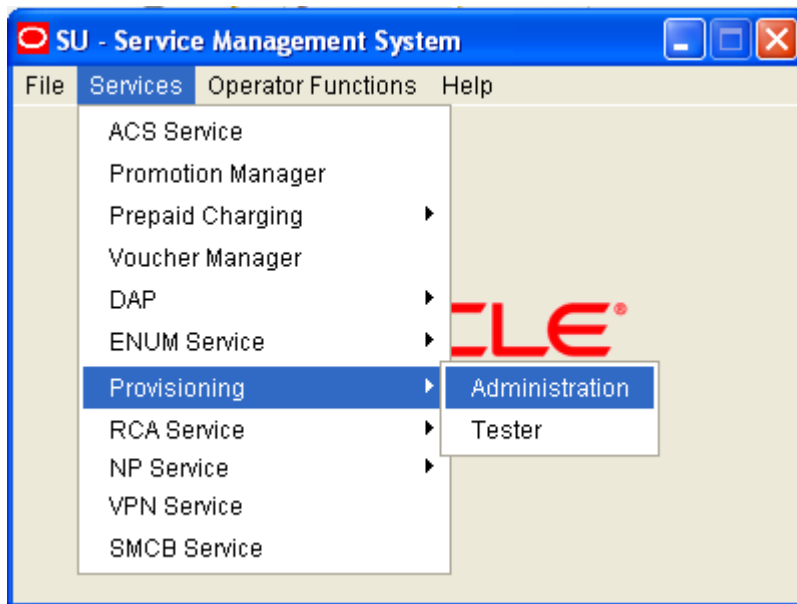 SU - Service Management System
File Services Operator Functions Help
ACS Service
Promotion Manager
Prepaid Charging
Voucher Manager
DAP
ENUM Service
CLE®
Provisioning Administration
RCA Service Tester
NP Service
VPN Service
SMCB Service